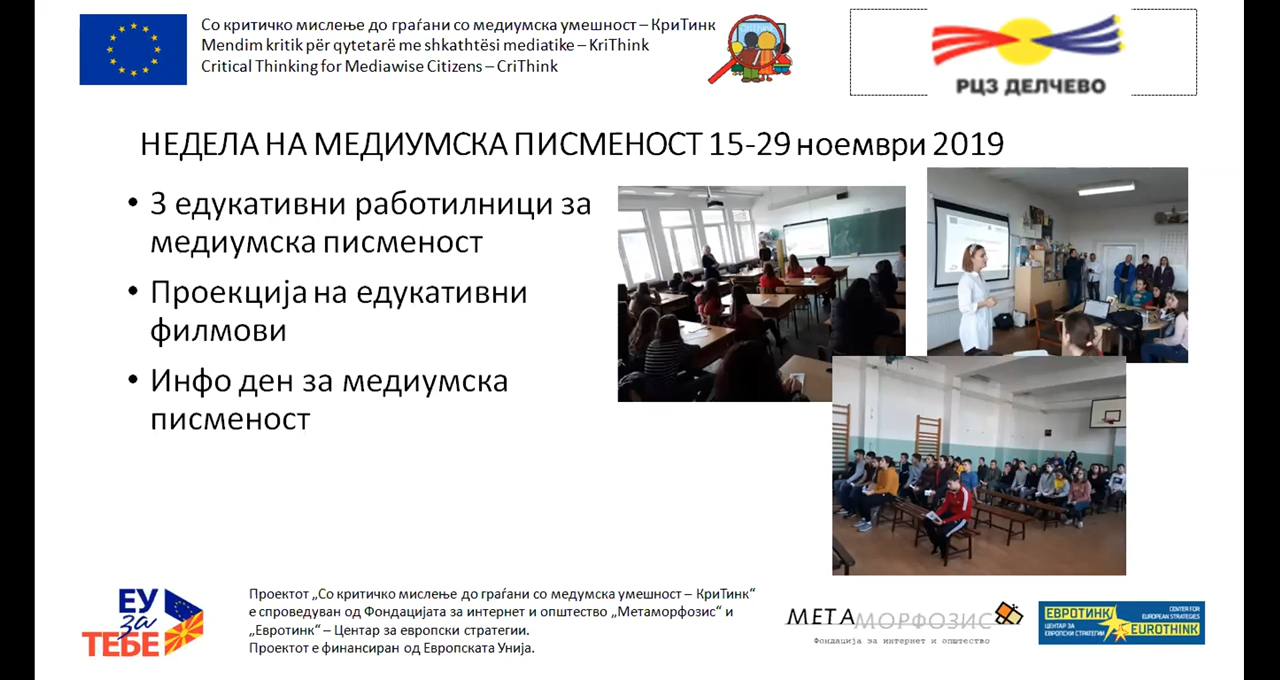 Со критичко мислење до граѓани со медиумска умешност – КриТинк
Mendim kritik për qytetarë me shkathtësi mediatike – KriThink
Critical Thinking for Mediawise Citizens – CriThink
РЦЗ ДЕЛЧЕВО
НЕДЕЛА НА МЕДИУМСКА ПИСМЕНОСТ 15-29 ноември 2019
• 3 едукативни работилници за
медиумска писменост
• Проекција на едукативни
филмови
• Инфо ден за медиумска
писменост
ЕУ
за
ТЕБЕ
Проектот „Со критичко мислење до граѓани со медумска умешност – КриТинк“
е спроведуван од Фондацијата за интернет и општество „Метаморфозис“ и
„Евротинк“ – Центар за европски стратегии.
Проектот е финансиран од Европската Унија.
МЕТАМОРФОЗИС
Фондација за интернет и општество
ЕВРОТИНК
ЦЕНТАР ЗА
ЕВРОПСКИ СТРАТЕГИИ
CENTER FOR
EUROPEAN STRATEGIES
EUROTHINK